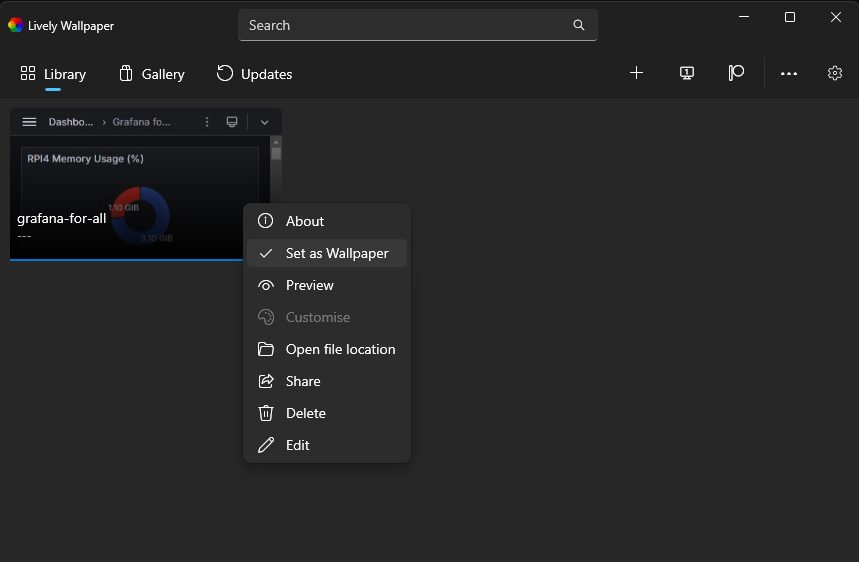 Lively Wallpaper
Search
Library
Gallery
Updates
1
Dashbo... › Grafana fo...
RPI4 Memory Usage (%)
1.10 GIB
grafana-for-all
3.10 GIB
---
About
Set as Wallpaper
Preview
Customise
Open file location
Share
Delete
Edit